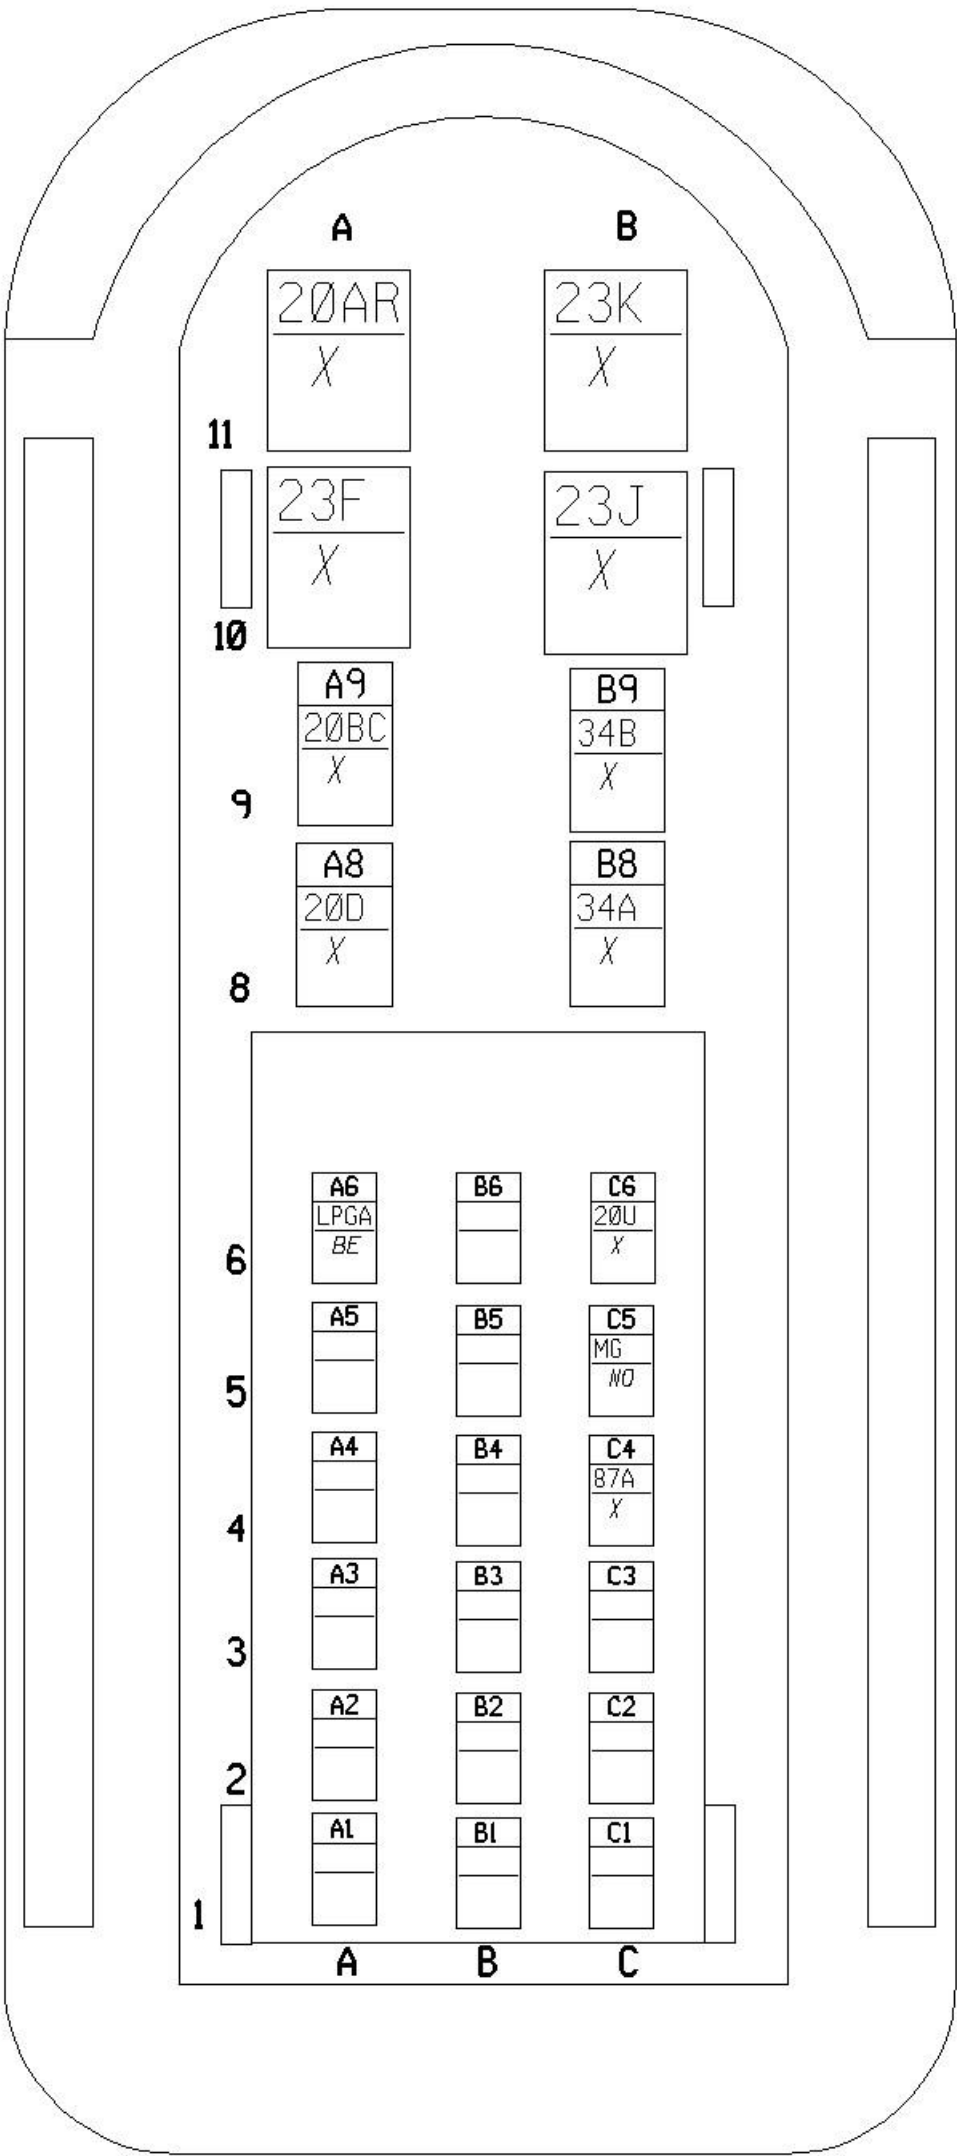 A B
20AR 23K
X X
11
23F 23J
X X
10
A9 B9
20BC 34B
X X
9
A8 B8
20D 34A
X X
8
A6 B6 C6
LPGA 20U
BE X
6
A5 B5 C5
MG
NO
5
A4 B4 C4
87A
X
4
A3 B3 C3
3
A2 B2 C2
2
A1 B1 C1
1
A B C